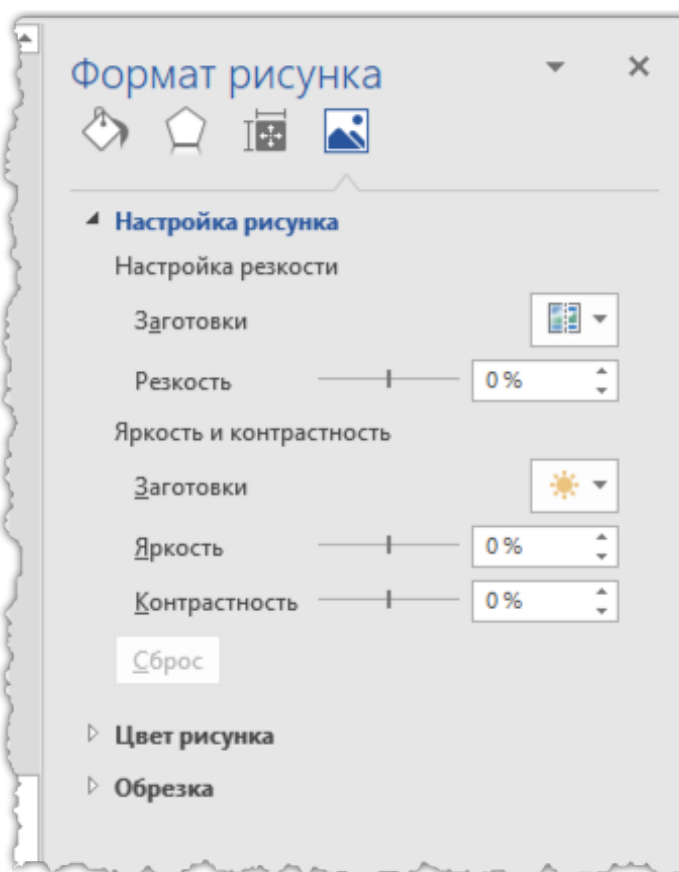 Формат рисунка
Настройка рисунка
Настройка резкости
Заготовки
Резкость 0 %
Яркость и контрастность
Заготовки
Яркость 0 %
Контрастность 0 %
Сброс
Цвет рисунка
Обрезка